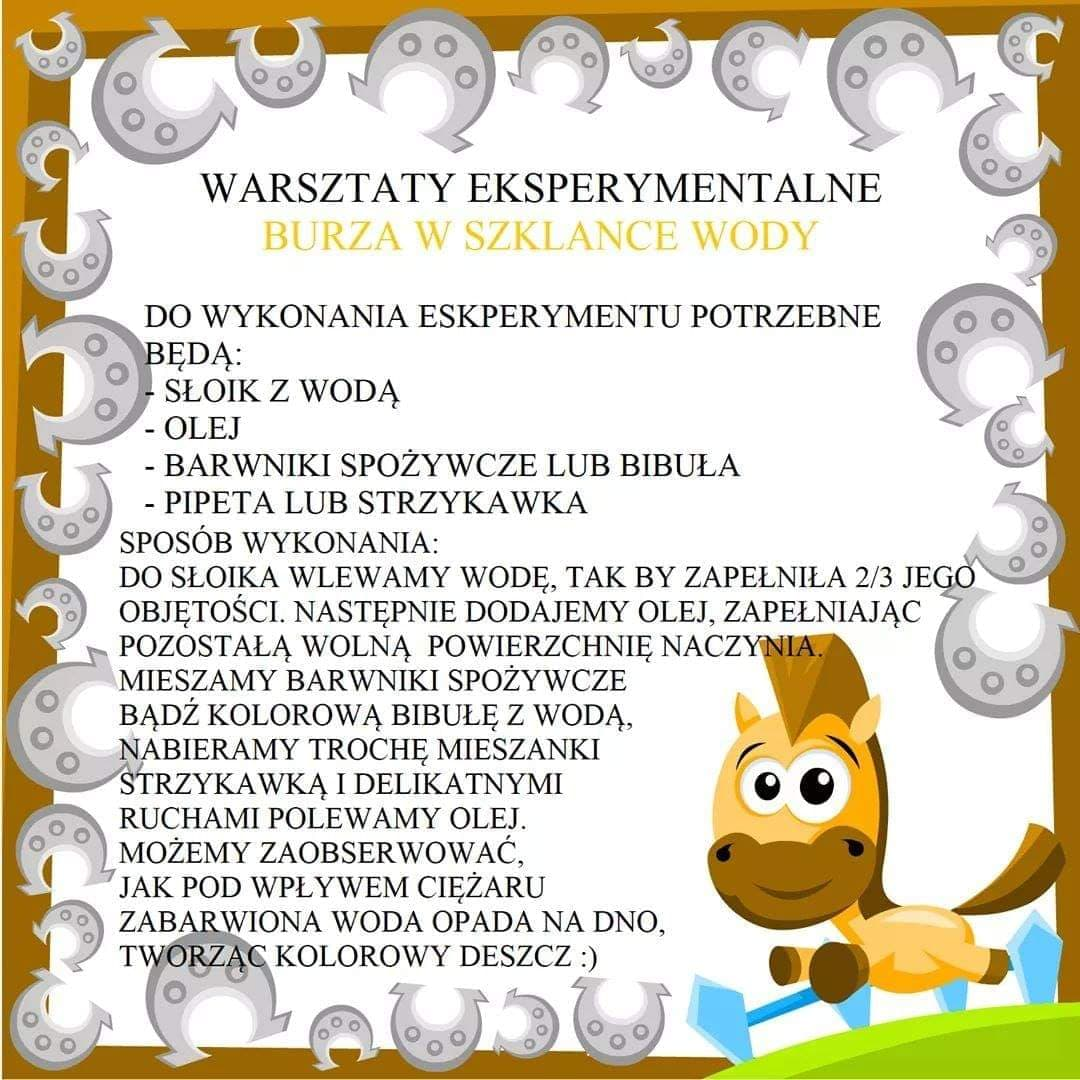 WARSZTATY EKSPERYMENTALNE
BURZA W SZKLANCE WODY
DO WYKONANIA ESKPERYMENTU POTRZEBNE
BĘDĄ:
- SŁOIK Z WODĄ
- OLEJ
- BARWNIKI SPOŻYWCZE LUB BIBUŁA
- PIPETA LUB STRZYKAWKA
SPOSÓB WYKONANIA:
DO SŁOIKA WLEWAMY WODĘ, TAK BY ZAPEŁNIŁA 2/3 JEGO
OBJĘTOŚCI. NASTĘPNIE DODAJEMY OLEJ, ZAPEŁNIAJĄC
POZOSTAŁĄ WOLNĄ POWIERZCHNIĘ NACZYNIA.
MIESZAMY BARWNIKI SPOŻYWCZE
BĄDŹ KOLOROWĄ BIBUŁĘ Z WODĄ,
NABIERAMY TROCHĘ MIESZANKI
STRZYKAWKĄ I DELIKATNYMI
RUCHAMI POLEWAMY OLEJ.
MOŻEMY ZAOBSERWOWAĆ,
JAK POD WPŁYWEM CIĘŻARU
ZABARWIONA WODA OPADA NA DNO,
TWORZĄC KOLOROWY DESZCZ :)